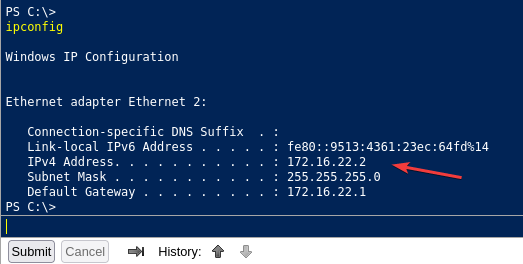 PS C:\>
ipconfig
Windows IP Configuration
Ethernet adapter Ethernet 2:
Connection-specific DNS Suffix  . :
Link-local IPv6 Address . . . . . : fe80::9513:4361:23ec:64fd%14
IPv4 Address. . . . . . . . . . . : 172.16.22.2
Subnet Mask . . . . . . . . . . . : 255.255.255.0
Default Gateway . . . . . . . . . : 172.16.22.1
PS C:\>
Submit Cancel History: